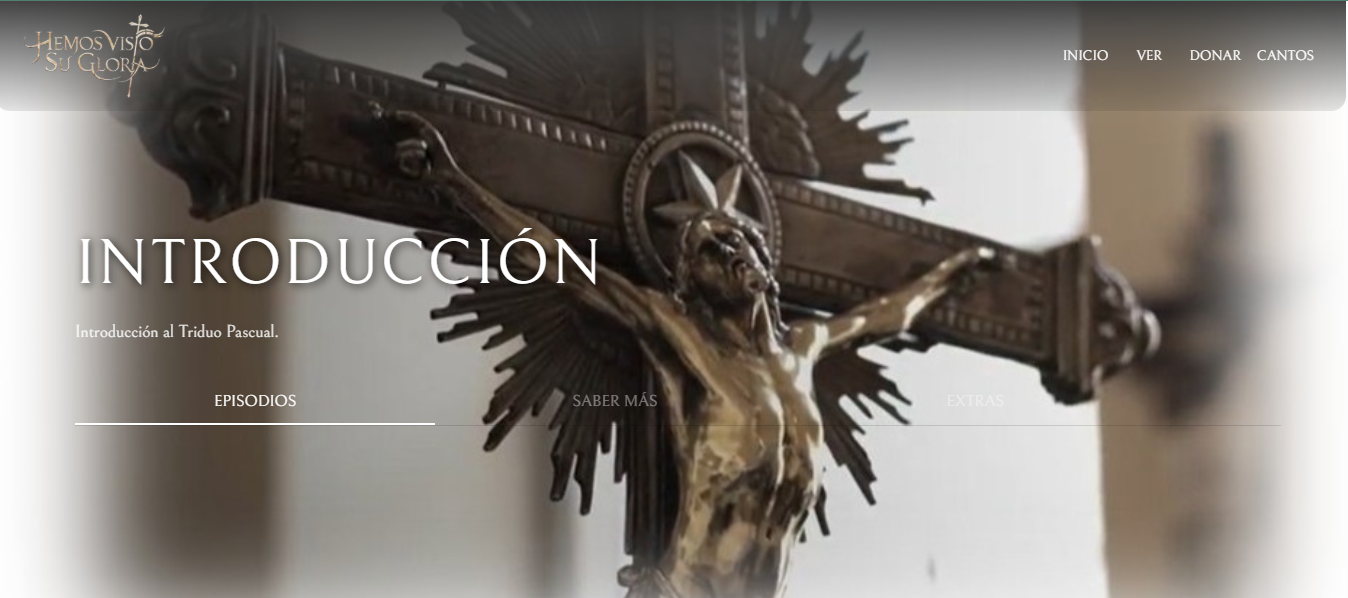 HEMOS VISTO
SU GLORIA
INICIO VER DONAR CANTOS
INTRODUCCIÓN
Introducción al Triduo Pascual.
EPISODIOS SABER MÁS EXTRAS